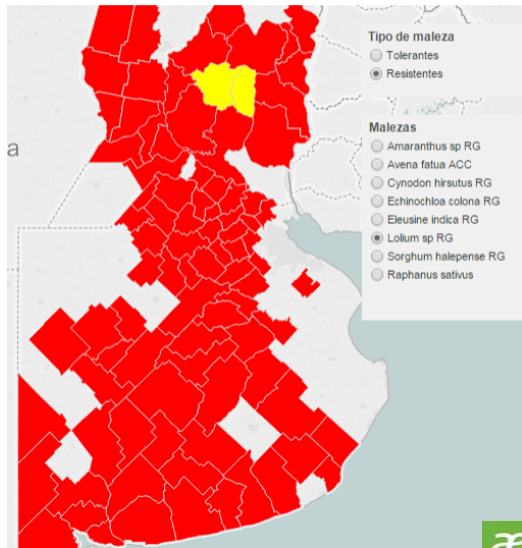 Tipo de maleza
Tolerantes
Resistentes
a
Malezas
Amaranthus sp RG
Avena fatua ACC
Cynodon hirsutus RG
Echinochloa colona RG
Eleusine indica RG
Lolium sp RG
Sorghum halepense RG
Raphanus sativus
æ